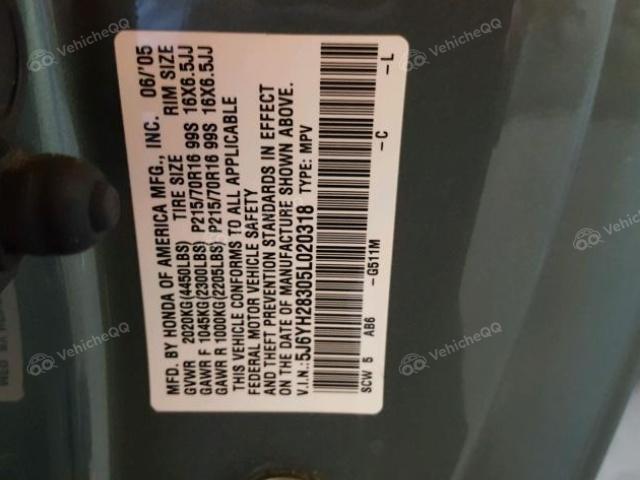 MFD. BY HONDA OF AMERICA MFG., INC. 06/'05
GVWR 2020KG(4450LBS) TIRE SIZE RIM SIZE
GAWR F 1045KG(2300LBS) P215/70R16 99S 16X6.5JJ
GAWR R 1000KG(2205LBS) P215/70R16 99S 16X6.5JJ
THIS VEHICLE CONFORMS TO ALL APPLICABLE
FEDERAL MOTOR VEHICLE SAFETY
AND THEFT PREVENTION STANDARDS IN EFFECT
ON THE DATE OF MANUFACTURE SHOWN ABOVE.
V.I.N.: 5J6YH28305L020318 TYPE: MPV
SCW 5 AB6 -G511M -C -L
VehicheQQ
VehicheQQ
VehicheQQ
VehicheQQ
VehicheQQ
VehicheQQ
VehicheQQ
VehicheQQ
VehicheQQ